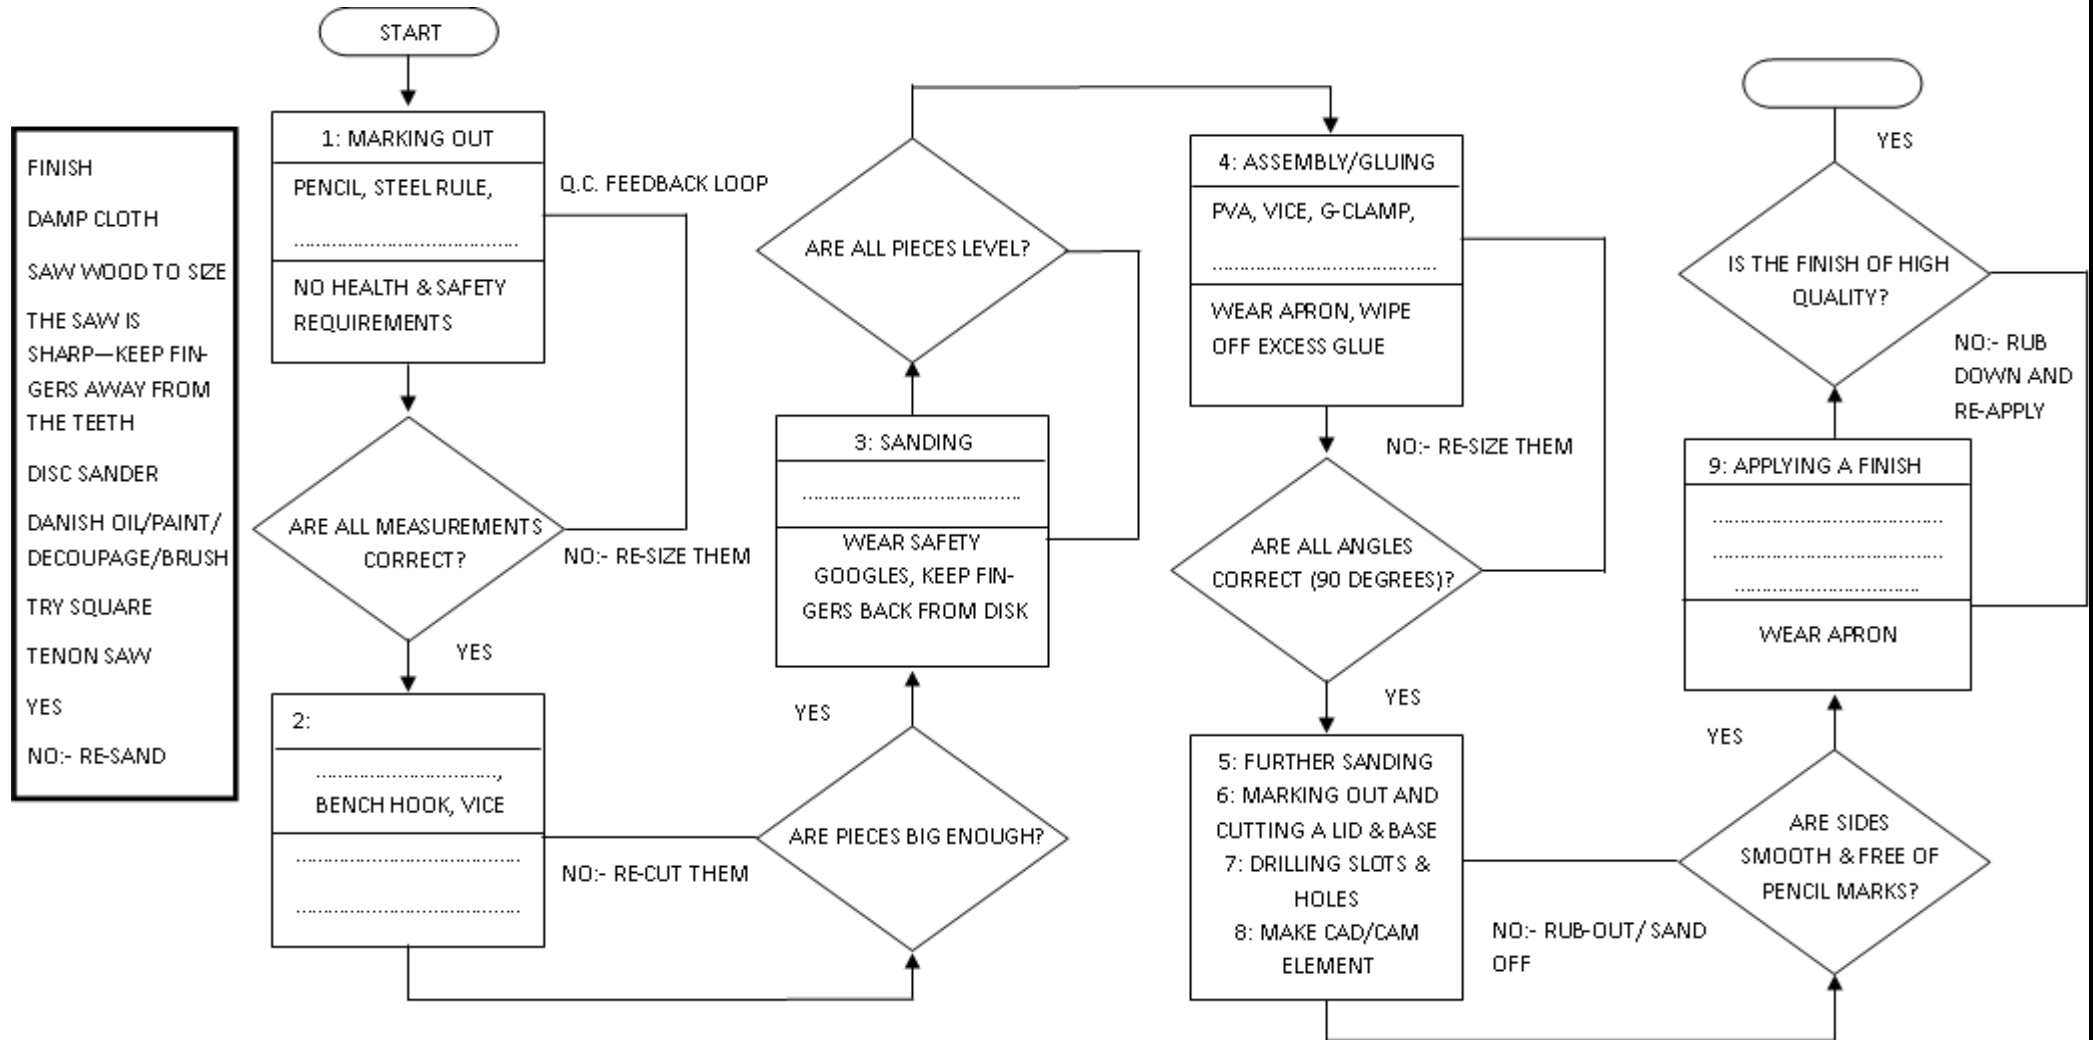 START
FINISH
DAMP CLOTH
SAW WOOD TO SIZE
THE SAW IS
SHARP—KEEP FIN-
GERS AWAY FROM
THE TEETH
DISC SANDER
DANISH OIL/PAINT/
DECOUPAGE/BRUSH
TRY SQUARE
TENON SAW
YES
NO:- RE-SAND
1: MARKING OUT
PENCIL, STEEL RULE,
..........................................
NO HEALTH & SAFETY
REQUIREMENTS
Q.C. FEEDBACK LOOP
ARE ALL MEASUREMENTS
CORRECT?
NO:- RE-SIZE THEM
YES
2:
..................................,
BENCH HOOK, VICE
..........................................
..........................................
NO:- RE-CUT THEM
ARE PIECES BIG ENOUGH?
YES
3: SANDING
.........................................
WEAR SAFETY
GOOGLES, KEEP FIN-
GERS BACK FROM DISK
ARE ALL PIECES LEVEL?
4: ASSEMBLY/GLUING
PVA, VICE, G-CLAMP,
..........................................
WEAR APRON, WIPE
OFF EXCESS GLUE
NO:- RE-SIZE THEM
ARE ALL ANGLES
CORRECT (90 DEGREES)?
YES
5: FURTHER SANDING
6: MARKING OUT AND
CUTTING A LID & BASE
7: DRILLING SLOTS &
HOLES
8: MAKE CAD/CAM
ELEMENT
NO:- RUB-OUT/ SAND
OFF
ARE SIDES
SMOOTH & FREE OF
PENCIL MARKS?
YES
9: APPLYING A FINISH
...........................................
...........................................
...................................
WEAR APRON
IS THE FINISH OF HIGH
QUALITY?
NO:- RUB
DOWN AND
RE-APPLY
YES